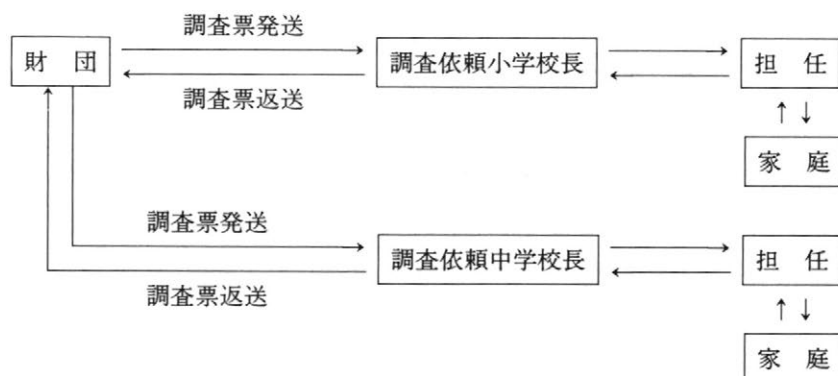 調査票発送
財 団
調査依頼小学校長
担 任
調査票返送
家 庭
調査票発送
調査依頼中学校長
担 任
調査票返送
家 庭